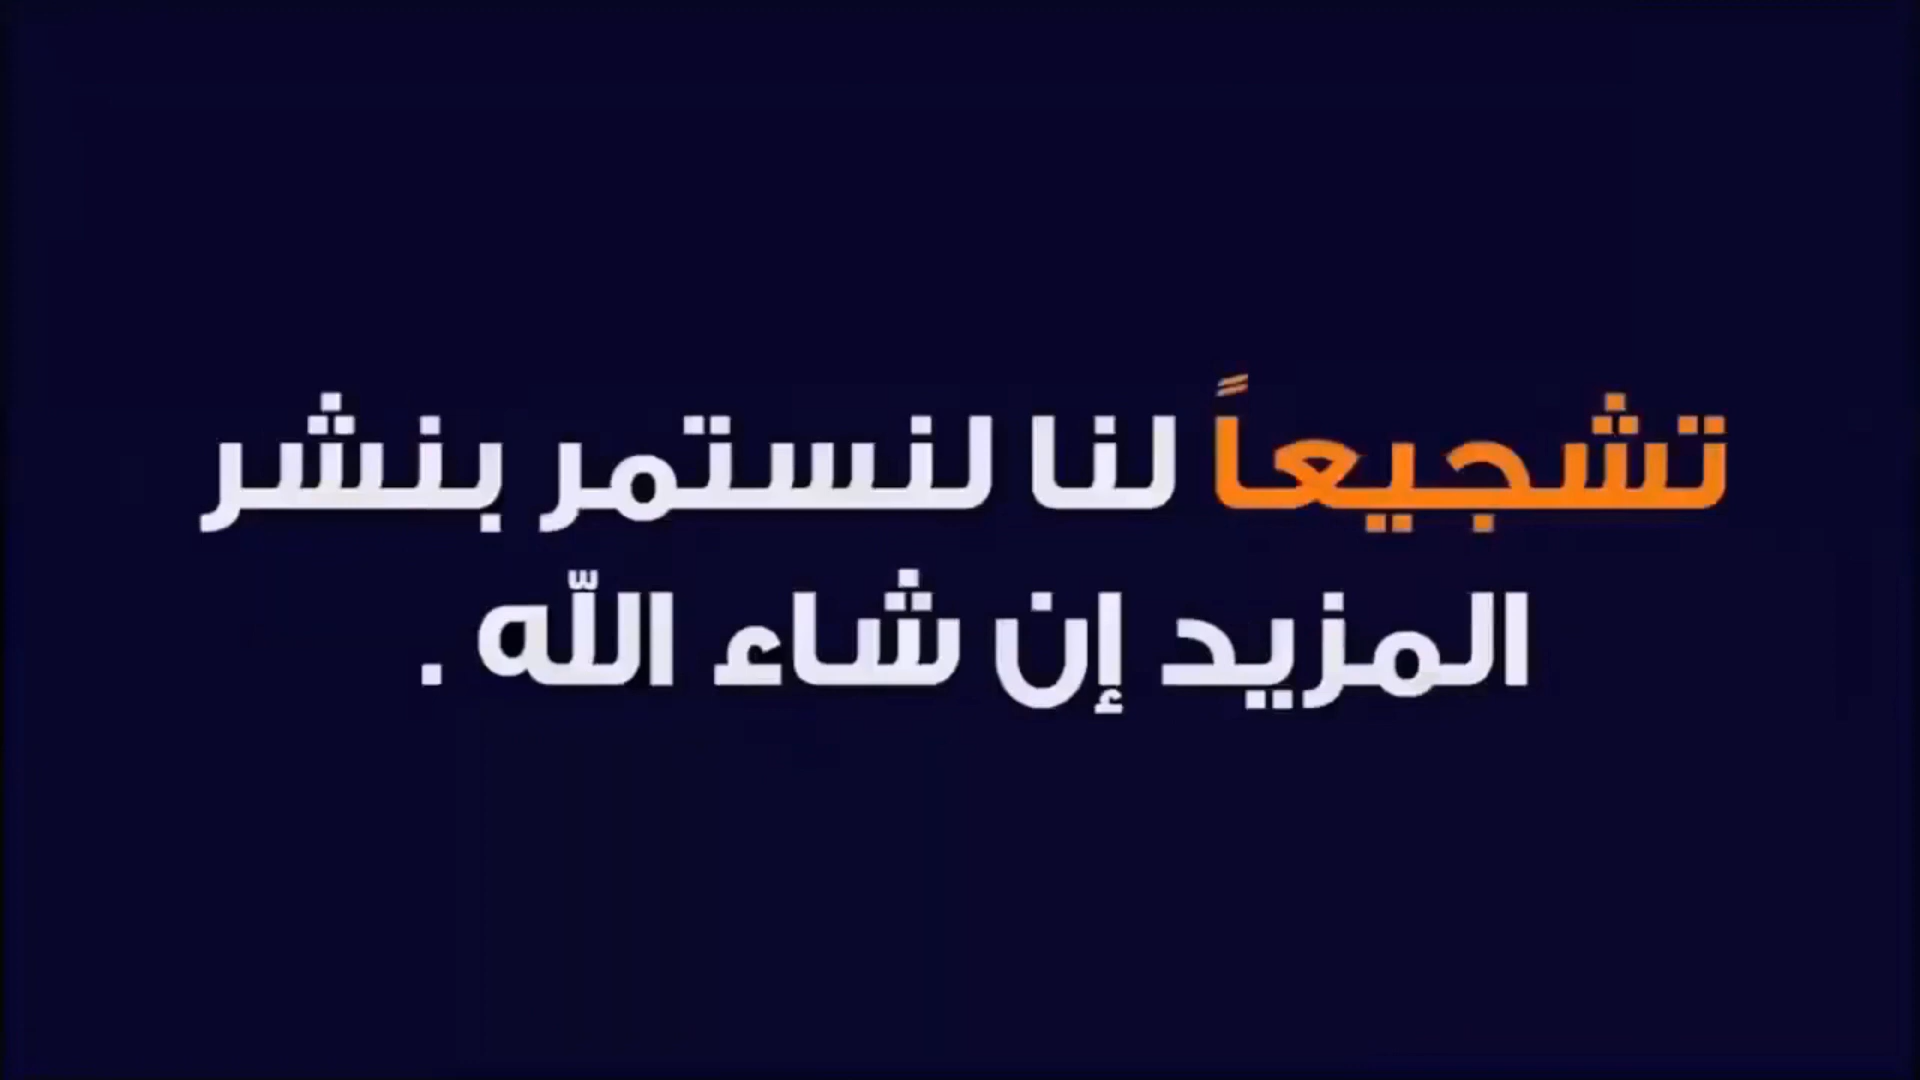 تشجيعاً لنا لنستمر بنشر
المزيد إن شاء اللّه .